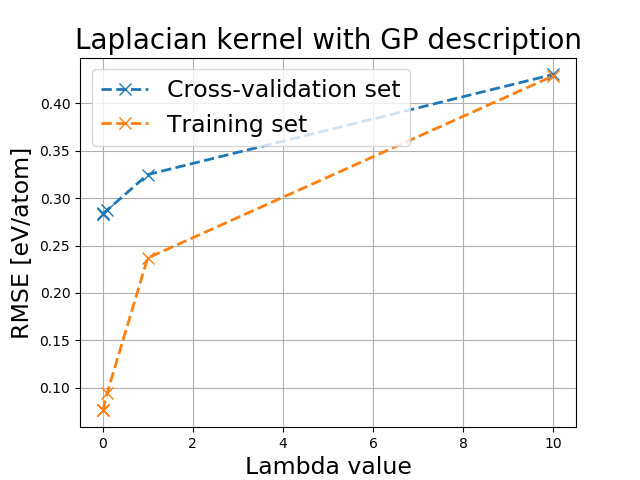 Laplacian kernel with GP description
Cross-validation set
Training set
RMSE [eV/atom]
0.40
0.35
0.30
0.25
0.20
0.15
0.10
0 2 4 6 8 10
Lambda value